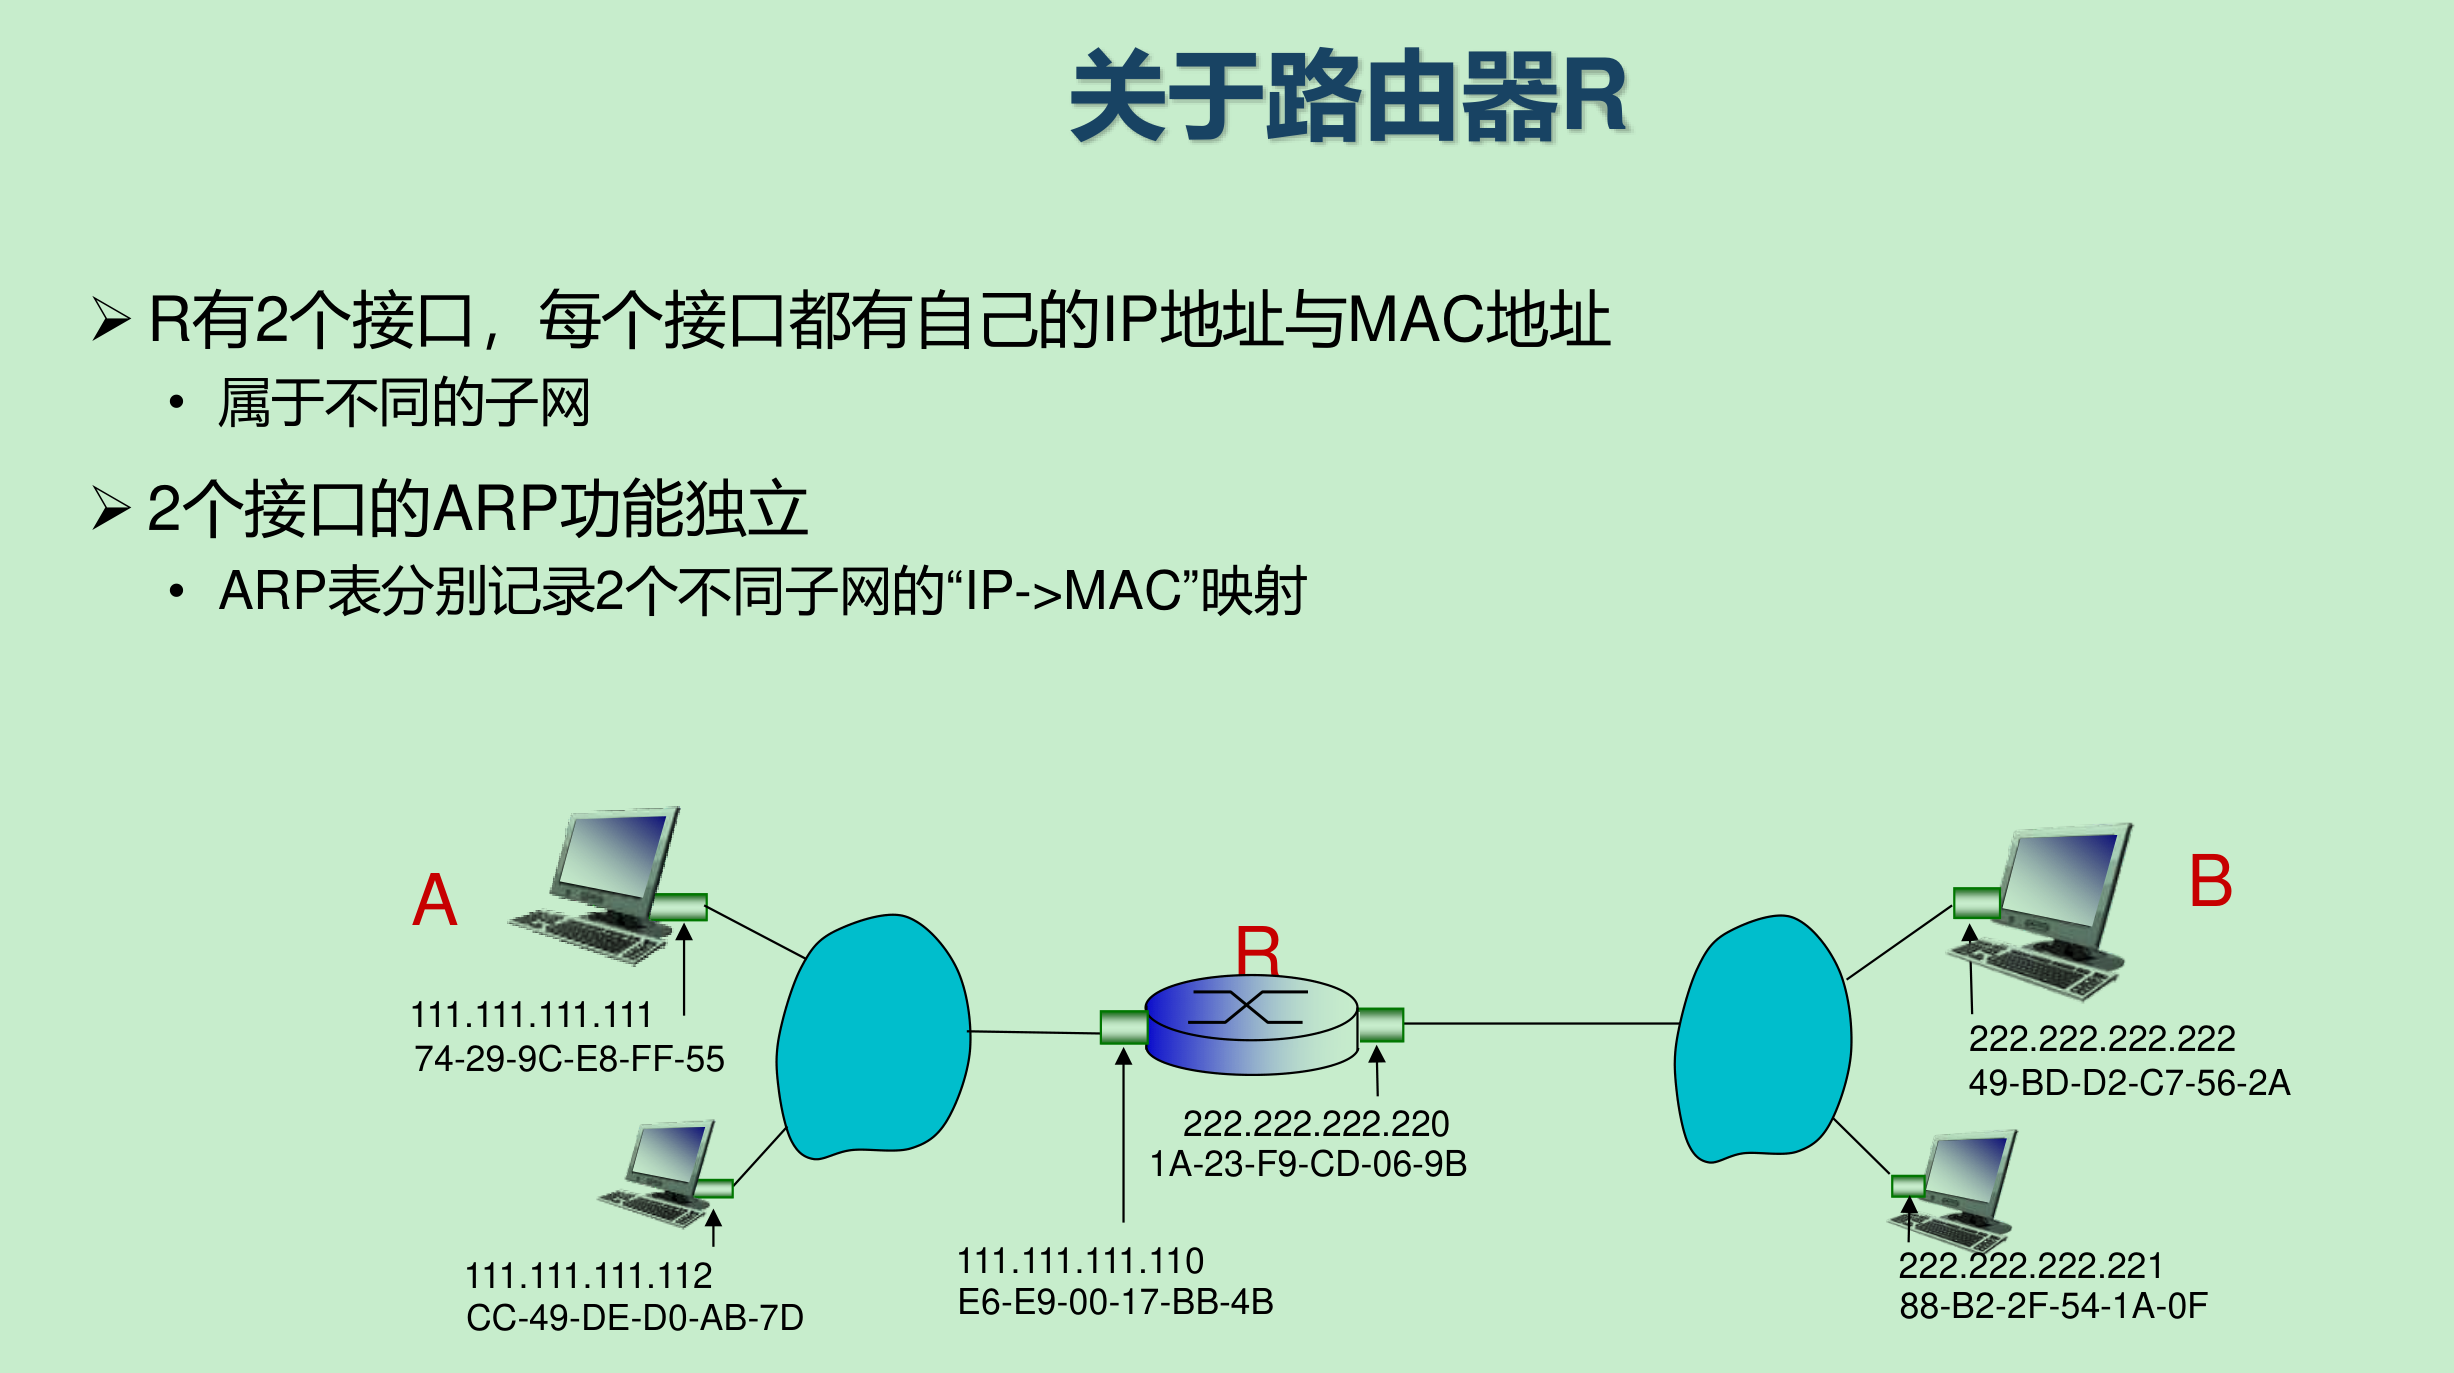 关于路由器R
R有2个接口，每个接口都有自己的IP地址与MAC地址
属于不同的子网
2个接口的ARP功能独立
ARP表分别记录2个不同子网的“IP->MAC”映射
A
B
R
111.111.111.111
74-29-9C-E8-FF-55
222.222.222.222
49-BD-D2-C7-56-2A
222.222.222.220
1A-23-F9-CD-06-9B
111.111.111.112
CC-49-DE-D0-AB-7D
111.111.111.110
E6-E9-00-17-BB-4B
222.222.222.221
88-B2-2F-54-1A-0F